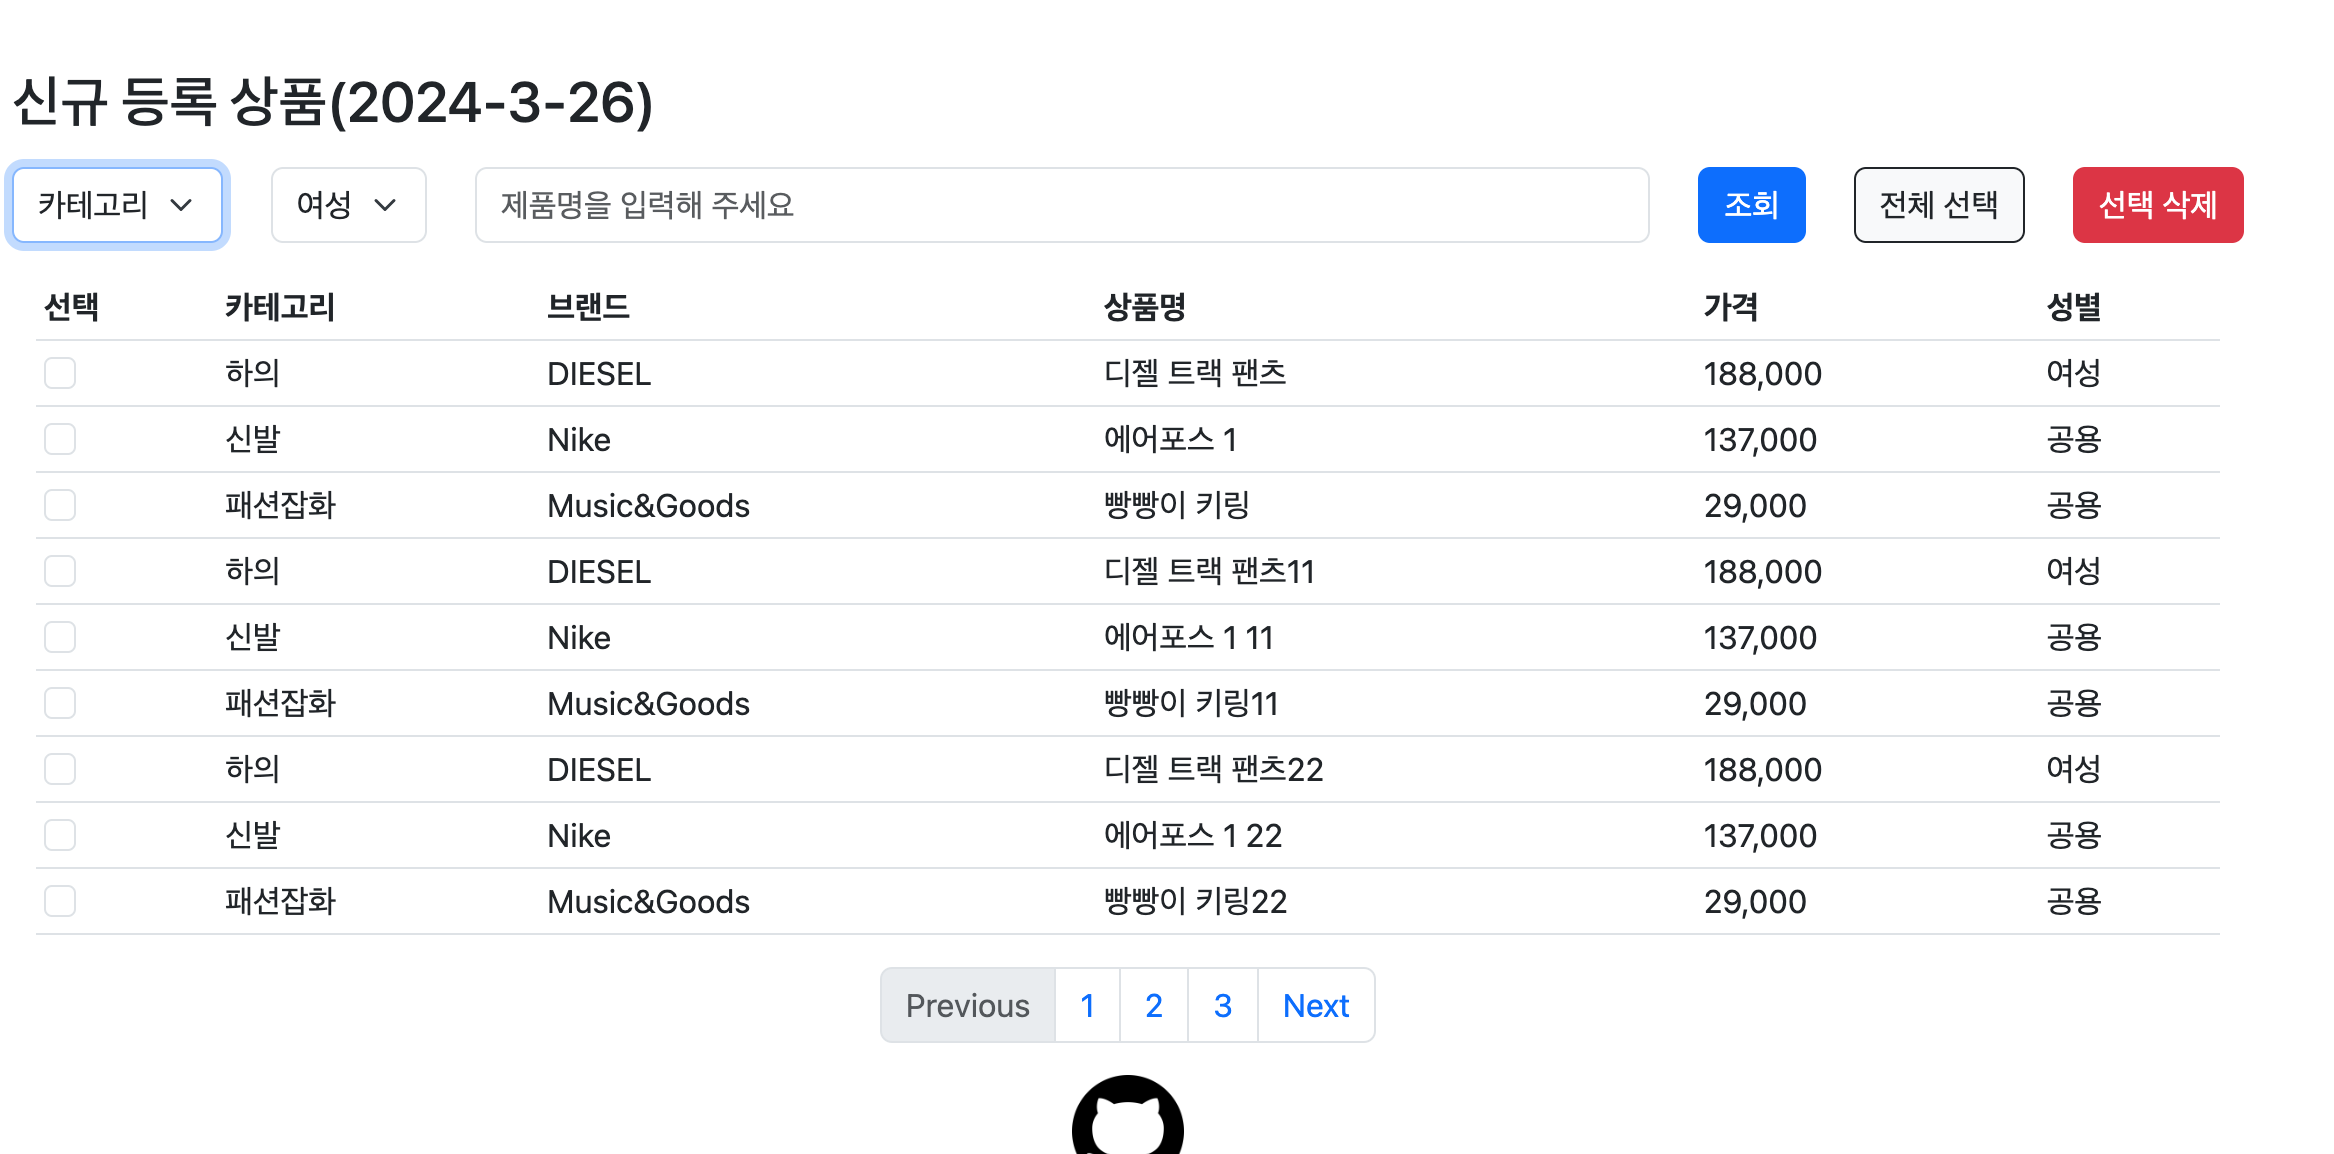 신규 등록 상품(2024-3-26)
카테고리 여성 제품명을 입력해 주세요 조회 전체 선택 선택 삭제
선택 카테고리 브랜드 상품명 가격 성별
하의 DIESEL 디젤 트랙 팬츠 188,000 여성
신발 Nike 에어포스 1 137,000 공용
패션잡화 Music&Goods 빵빵이 키링 29,000 공용
하의 DIESEL 디젤 트랙 팬츠11 188,000 여성
신발 Nike 에어포스 1 11 137,000 공용
패션잡화 Music&Goods 빵빵이 키링11 29,000 공용
하의 DIESEL 디젤 트랙 팬츠22 188,000 여성
신발 Nike 에어포스 1 22 137,000 공용
패션잡화 Music&Goods 빵빵이 키링22 29,000 공용
Previous 1 2 3 Next